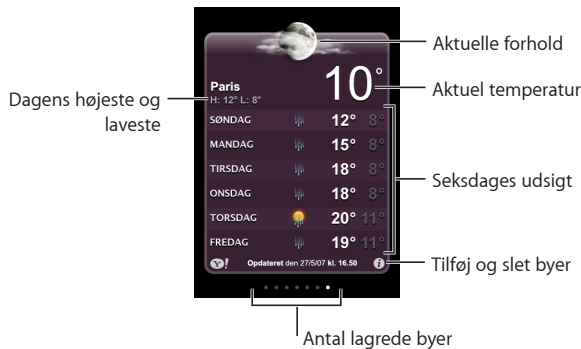 Aktuelle forhold
Paris
H: 12° L: 8°
10°
Aktuel temperatur
Dagens højeste og
laveste
SØNDAG 12° 8°
MANDAG 15° 8°
TIRSDAG 18° 8°
ONSDAG 18° 8°
TORSDAG 20° 11°
FREDAG 19° 11°
Seksdages udsigt
Y! Opdateret den 27/5/07 kl. 16.50 i
Tilføj og slet byer
Antal lagrede byer